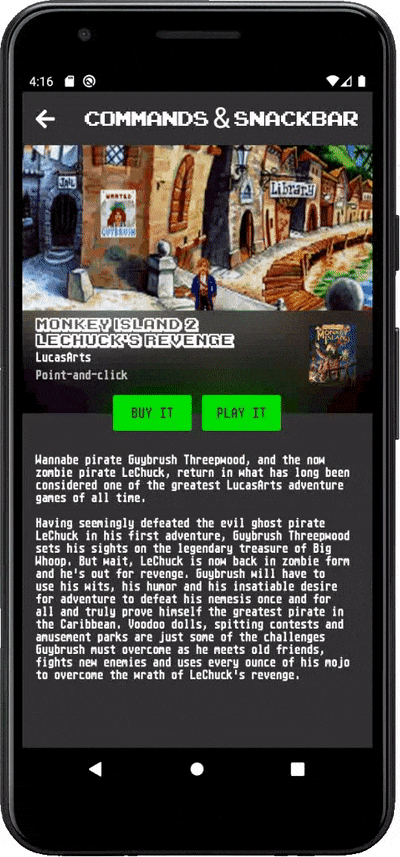 4:16
COMMANDS & SNACKBAR
JAIL
WANTED
GUYBRUSH
Library
MONKEY ISLAND 2
LECHUCK'S REVENGE
LucasArts
Point-and-click
MONKEY
ISLAND
BUY IT
PLAY IT
Wannabe pirate Guybrush Threepwood, and the now
zombie pirate LeChuck, return in what has long been
considered one of the greatest LucasArts adventure
games of all time.
Having seemingly defeated the evil ghost pirate
LeChuck in his first adventure, Guybrush Threepwood
sets his sights on the legendary treasure of Big
Whoop. But wait, LeChuck is now back in zombie form
and he's out for revenge. Guybrush will have to
use his wits, his humor and his insatiable desire
for adventure to defeat his nemesis once and for
all and truly prove himself the greatest pirate in
the Caribbean. Voodoo dolls, spitting contests and
amusement parks are just some of the challenges
Guybrush must overcome as he meets old friends,
fights new enemies and uses every ounce of his mojo
to overcome the wrath of LeChuck's revenge.